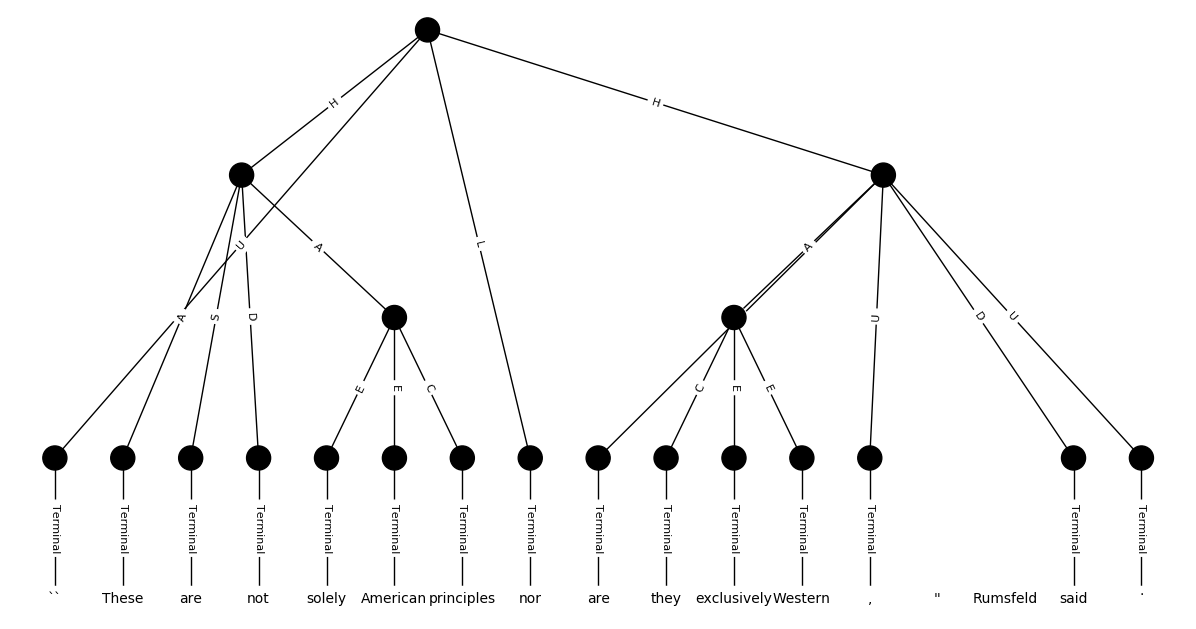 H
H
U
A
L
A
A
S
D
U
D
U
E
E
C
C
E
E
Terminal Terminal Terminal Terminal Terminal Terminal Terminal Terminal Terminal Terminal Terminal Terminal Terminal Terminal Terminal
`` These are not solely American principles nor are they exclusively Western , " Rumsfeld said .